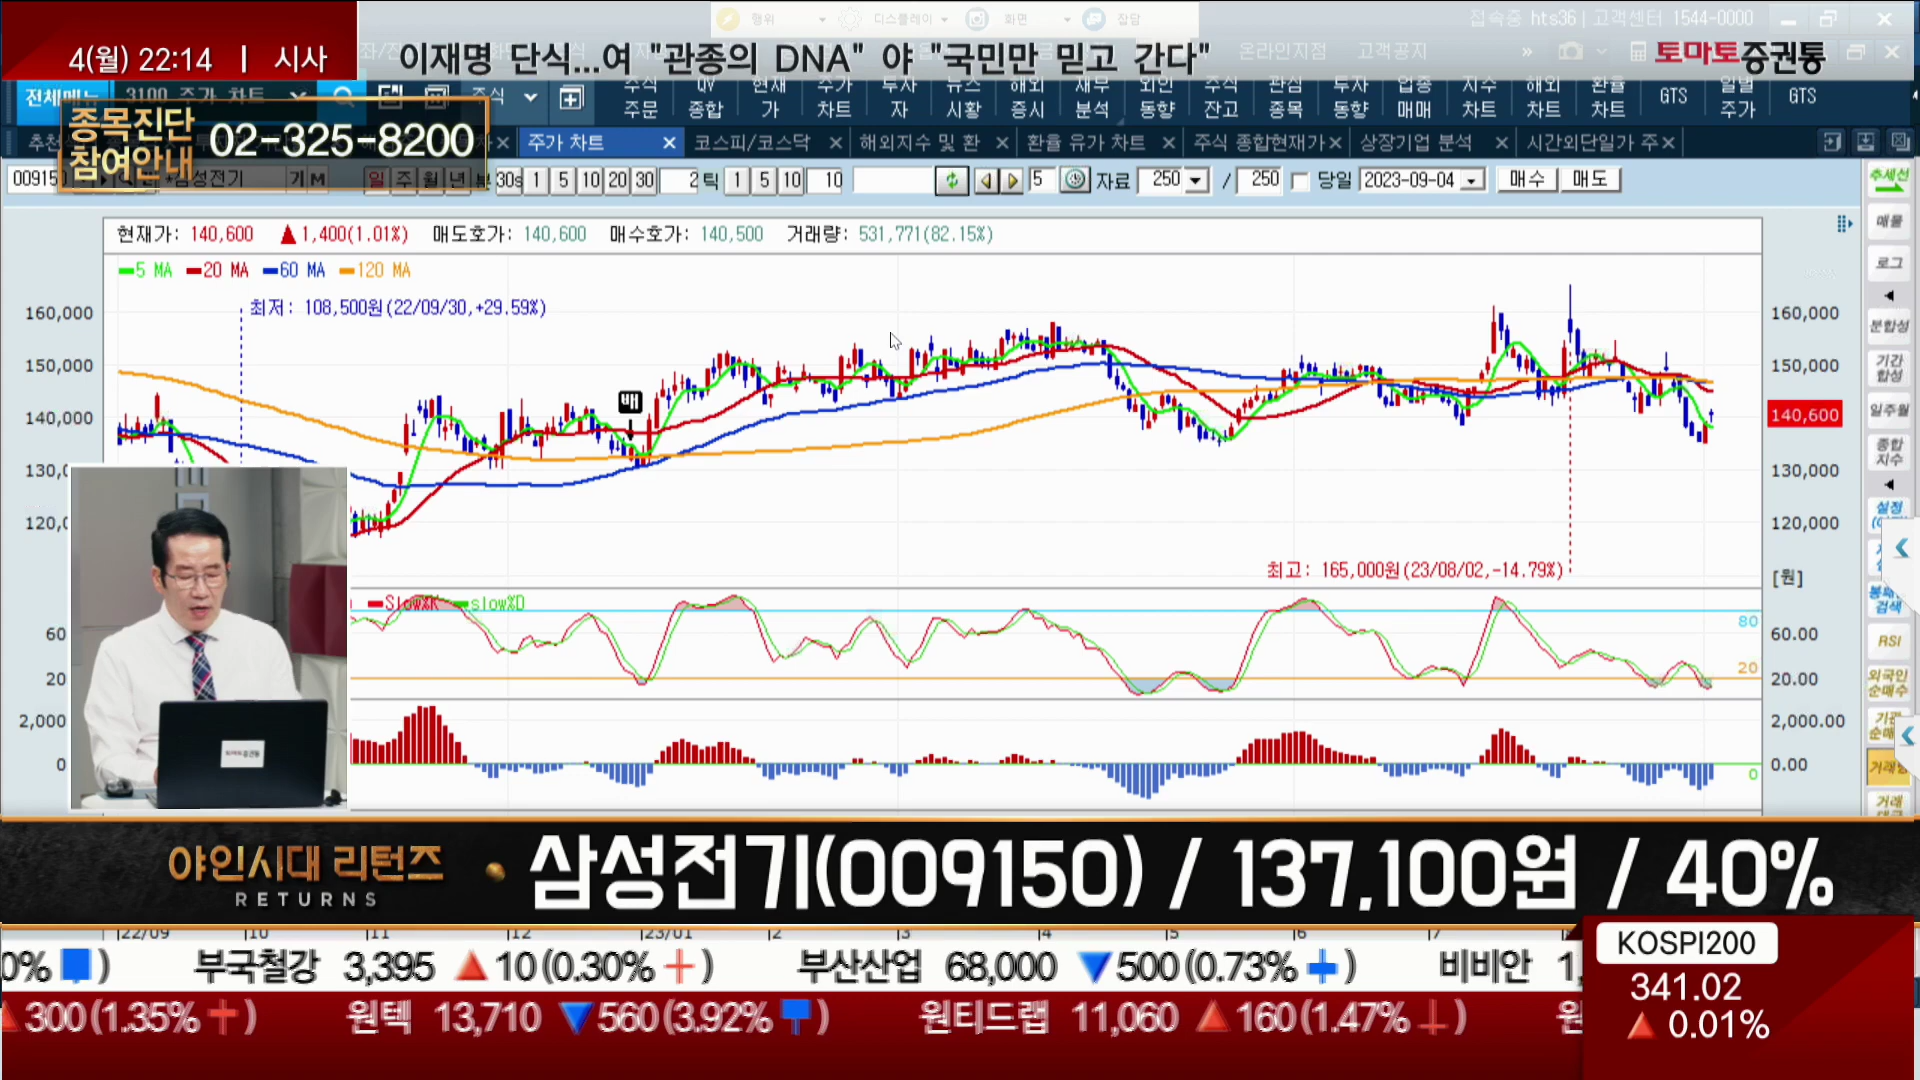 행위 디스플레이 화면 잡담
접속중 hts36 | 고객센터 1544-0000
4(월) 22:14 | 시사
이재명 단식...여 "관종의 DNA" 야 "국민만 믿고 간다"
온라인지점 고객공지
토마토증권통
전체메뉴 3100 주가 차트 주식
주식 주문 QV 종합 현재가 주가 차트 투자자 뉴스 시황 해외 증시 재무 분석 외인 동향 주식 잔고 관심 종목 투자 동향 업종 매매 지수 차트 해외 차트 환율 차트 GTS 일별 주가 GTS
종목진단 참여안내 02-325-8200
주가 차트 코스피/코스닥 해외지수 및 환 환율 유가 차트 주식 종합현재가 상장기업 분석 시간외단일가 주
009150 삼성전기 일 주 월 년 분 30s 1 5 10 20 30 2 틱 1 5 10 10 5 자료 250 / 250 당일 2023-09-04 매수 매도
현재가: 140,600 ▲1,400(1.01%) 매도호가: 140,600 매수호가: 140,500 거래량: 531,771(82.15%)
5 MA 20 MA 60 MA 120 MA
최저: 108,500원(22/09/30,+29.59%)
160,000 160,000
150,000 150,000
배
140,000 140,600
130,0 130,000
120,0 120,000
최고: 165,000원(23/08/02,-14.79%)
[원]
Slow%K slow%D
80
60 60.00
20
20 20.00
2,000 2,000.00
0 0 0.00
추세선
매물
로그
분합성
기간 합성
일주월
종합 지수
설정
검색
RSI
외국인 순매수
기관 순매
거래량
거래
야인시대 리턴즈
RETURNS
삼성전기(009150) / 137,100원 / 40%
22/09 10 11 12 23/01 2 3 4 5 6 7
0% ) 부국철강 3,395 ▲10(0.30% +) 부산산업 68,000 ▼500(0.73% +) 비비안 1,
300(1.35% +) 원텍 13,710 ▼560(3.92% ) 원티드랩 11,060 ▲160(1.47% ) 원
KOSPI200
341.02
▲ 0.01%